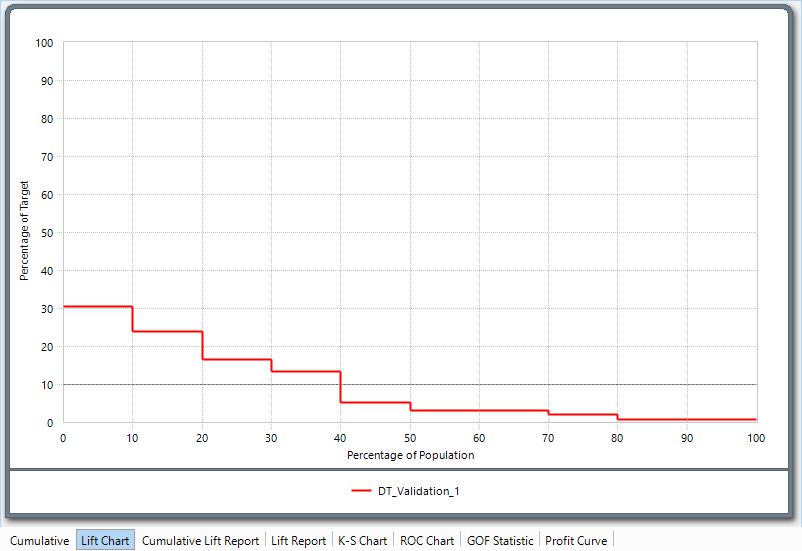 100
90
80
70
60
50
40
30
20
10
0
Percentage of Target
0 10 20 30 40 50 60 70 80 90 100
Percentage of Population
DT_Validation_1
Cumulative Lift Chart Cumulative Lift Report Lift Report K-S Chart ROC Chart GOF Statistic Profit Curve